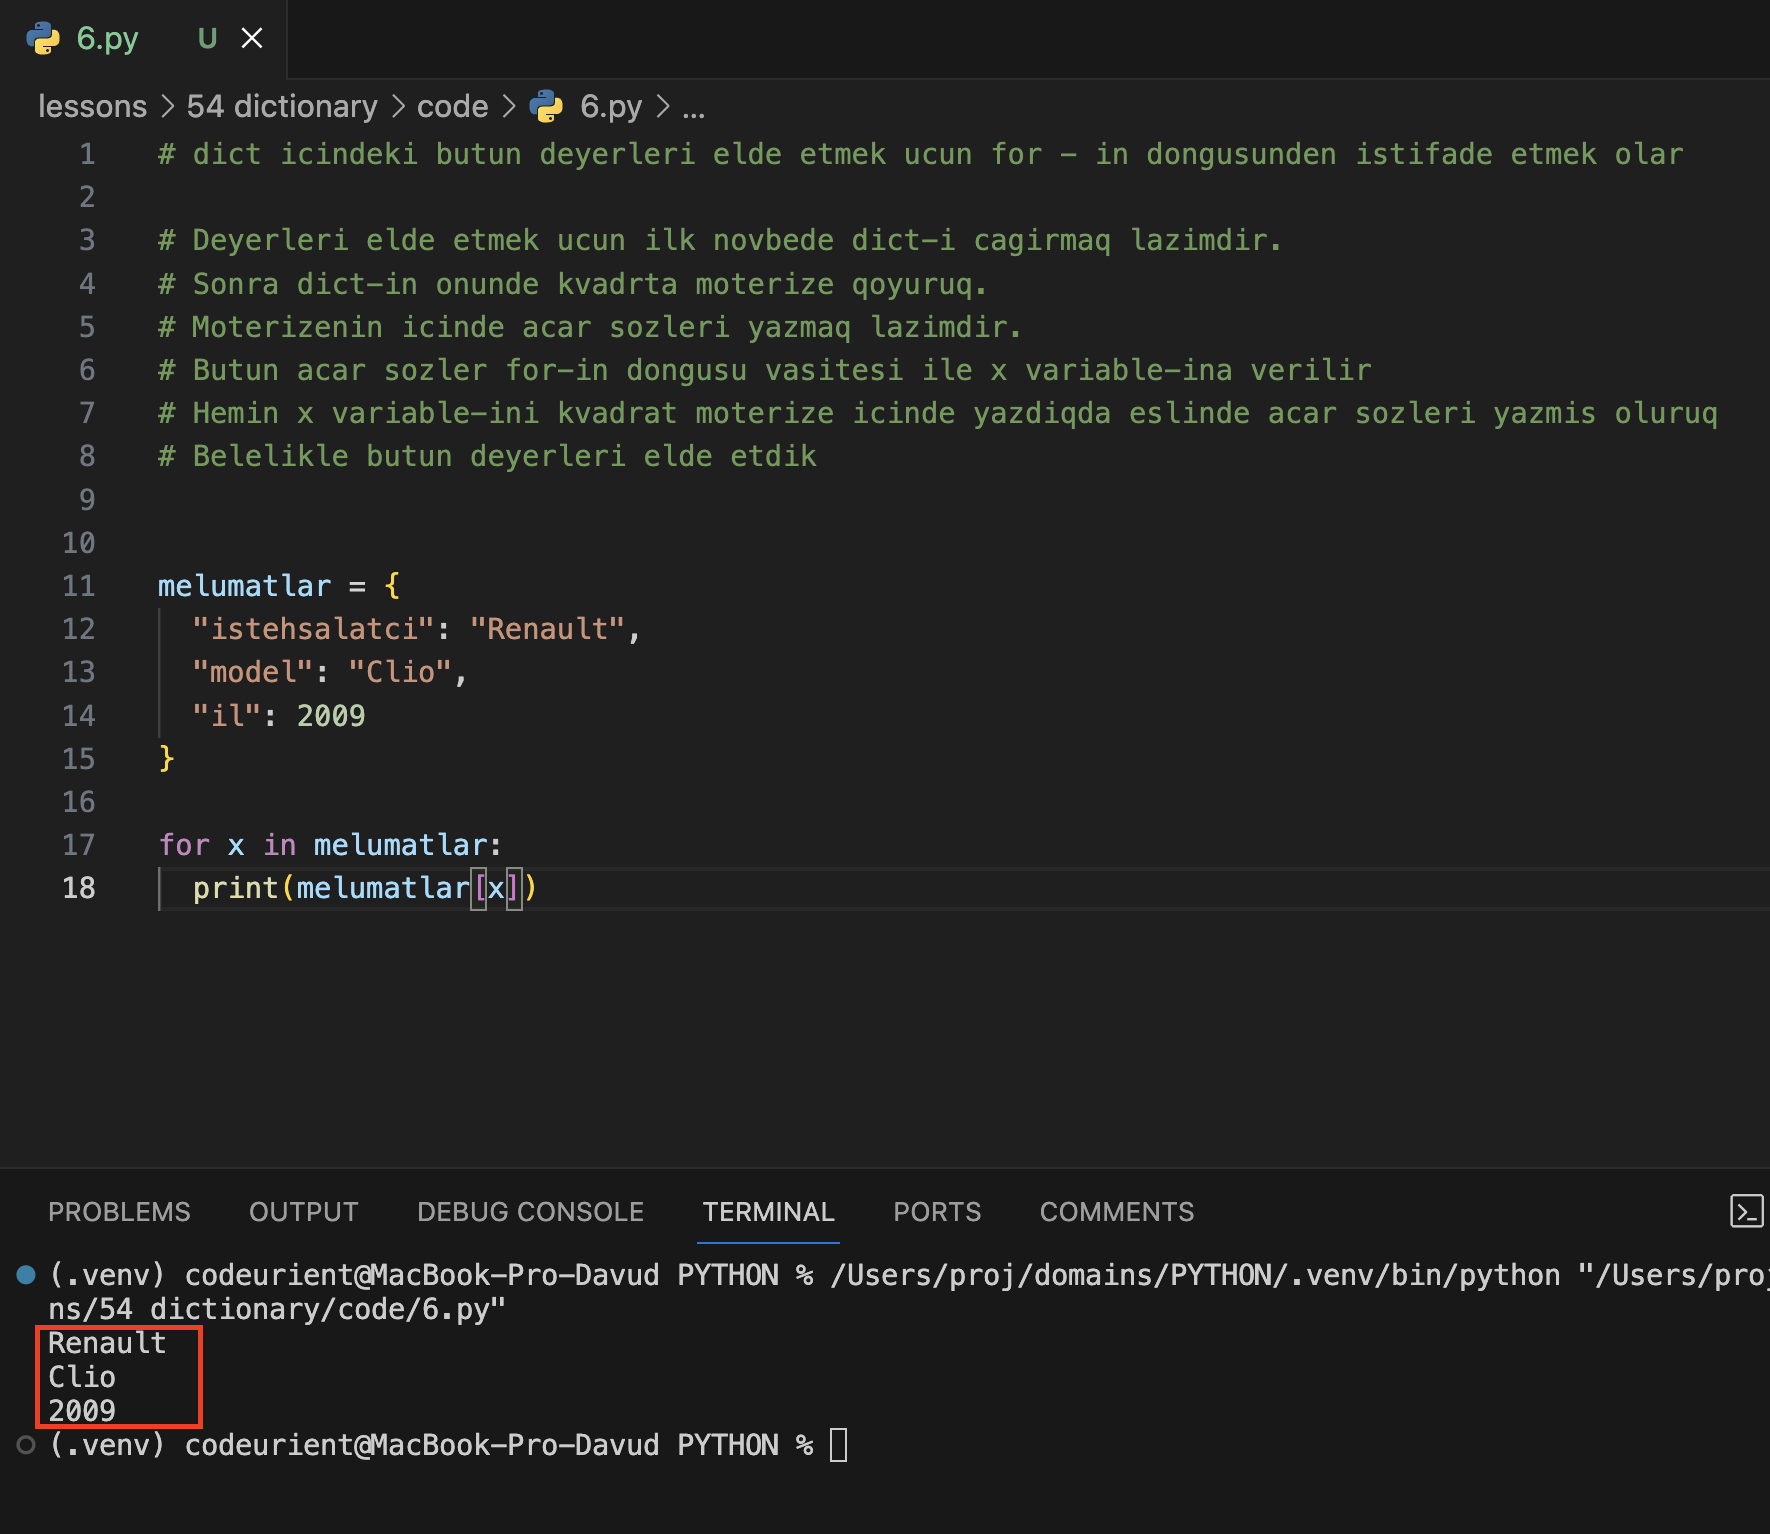 6.py U
lessons > 54 dictionary > code > 6.py > ...
1 # dict icindeki butun deyerleri elde etmek ucun for - in dongusunden istifade etmek olar
2
3 # Deyerleri elde etmek ucun ilk novbede dict-i cagirmaq lazimdir.
4 # Sonra dict-in onunde kvadrta moterize qoyuruq.
5 # Moterizenin icinde acar sozleri yazmaq lazimdir.
6 # Butun acar sozler for-in dongusu vasitesi ile x variable-ina verilir
7 # Hemin x variable-ini kvadrat moterize icinde yazdiqda eslinde acar sozleri yazmis oluruq
8 # Belelikle butun deyerleri elde etdik
9
10
11 melumatlar = {
12 "istehsalatci": "Renault",
13 "model": "Clio",
14 "il": 2009
15 }
16
17 for x in melumatlar:
18 print(melumatlar[x])
PROBLEMS OUTPUT DEBUG CONSOLE TERMINAL PORTS COMMENTS
(.venv) codeurient@MacBook-Pro-Davud PYTHON % /Users/proj/domains/PYTHON/.venv/bin/python "/Users/proj
ns/54 dictionary/code/6.py"
Renault
Clio
2009
(.venv) codeurient@MacBook-Pro-Davud PYTHON %